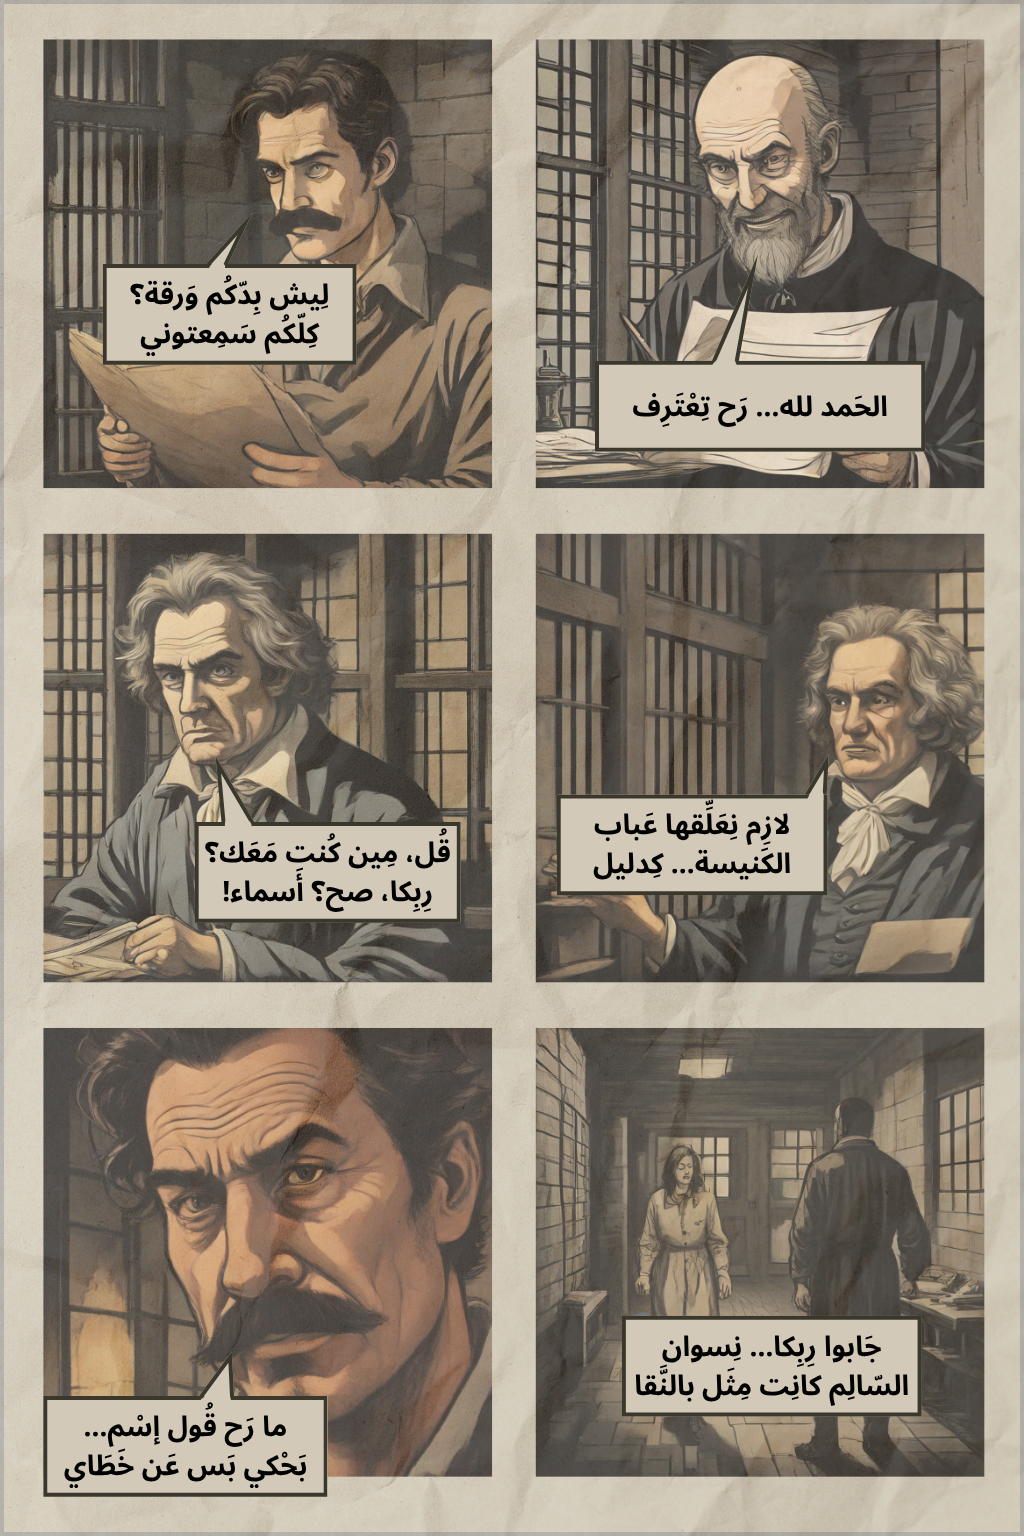 الحَمد لله... رَح تِعْتَرِف
لِيش بِدّكُم وَرقة؟
كِلّكُم سَمِعتوني
لازِم نِعَلِّقها عَباب
الكَنيسة... كِدليل
قُل، مِين كُنت مَعَك؟
رِبِكا، صح؟ أَسماء!
جَابوا رِبِكا... نِسوان
السّالِم كانِت مِثَل بالنَّقا
ما رَح قُول إسْم...
بَحْكي بَس عَن خَطَاي